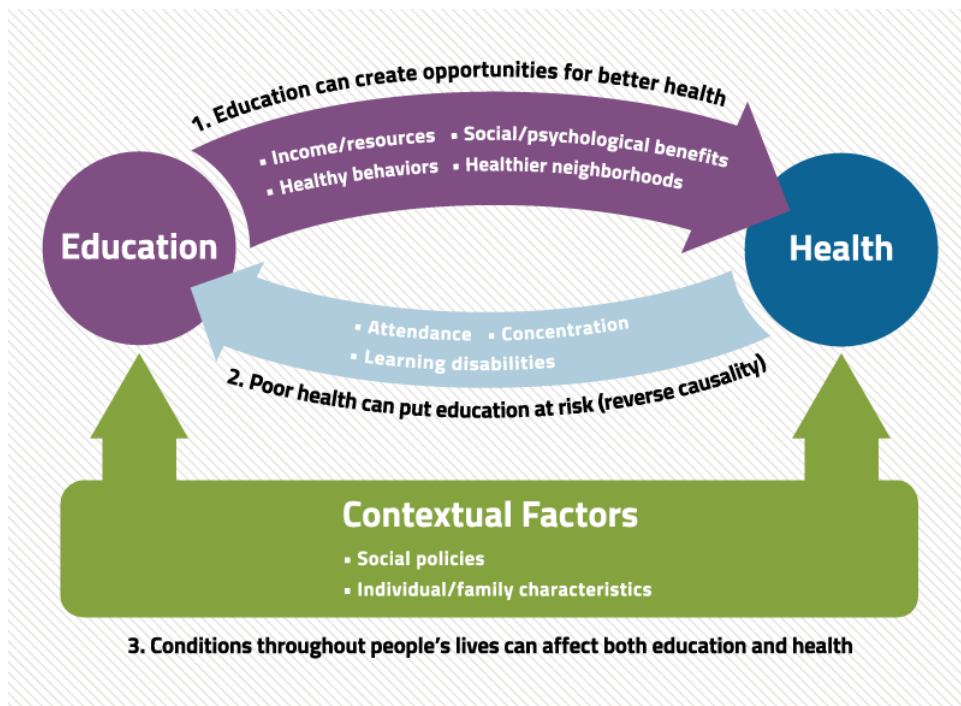 1. Education can create opportunities for better health
▪ Income/resources ▪ Social/psychological benefits
▪ Healthy behaviors ▪ Healthier neighborhoods
Education
Health
▪ Attendance ▪ Concentration
▪ Learning disabilities
2. Poor health can put education at risk (reverse causality)
Contextual Factors
▪ Social policies
▪ Individual/family characteristics
3. Conditions throughout people’s lives can affect both education and health